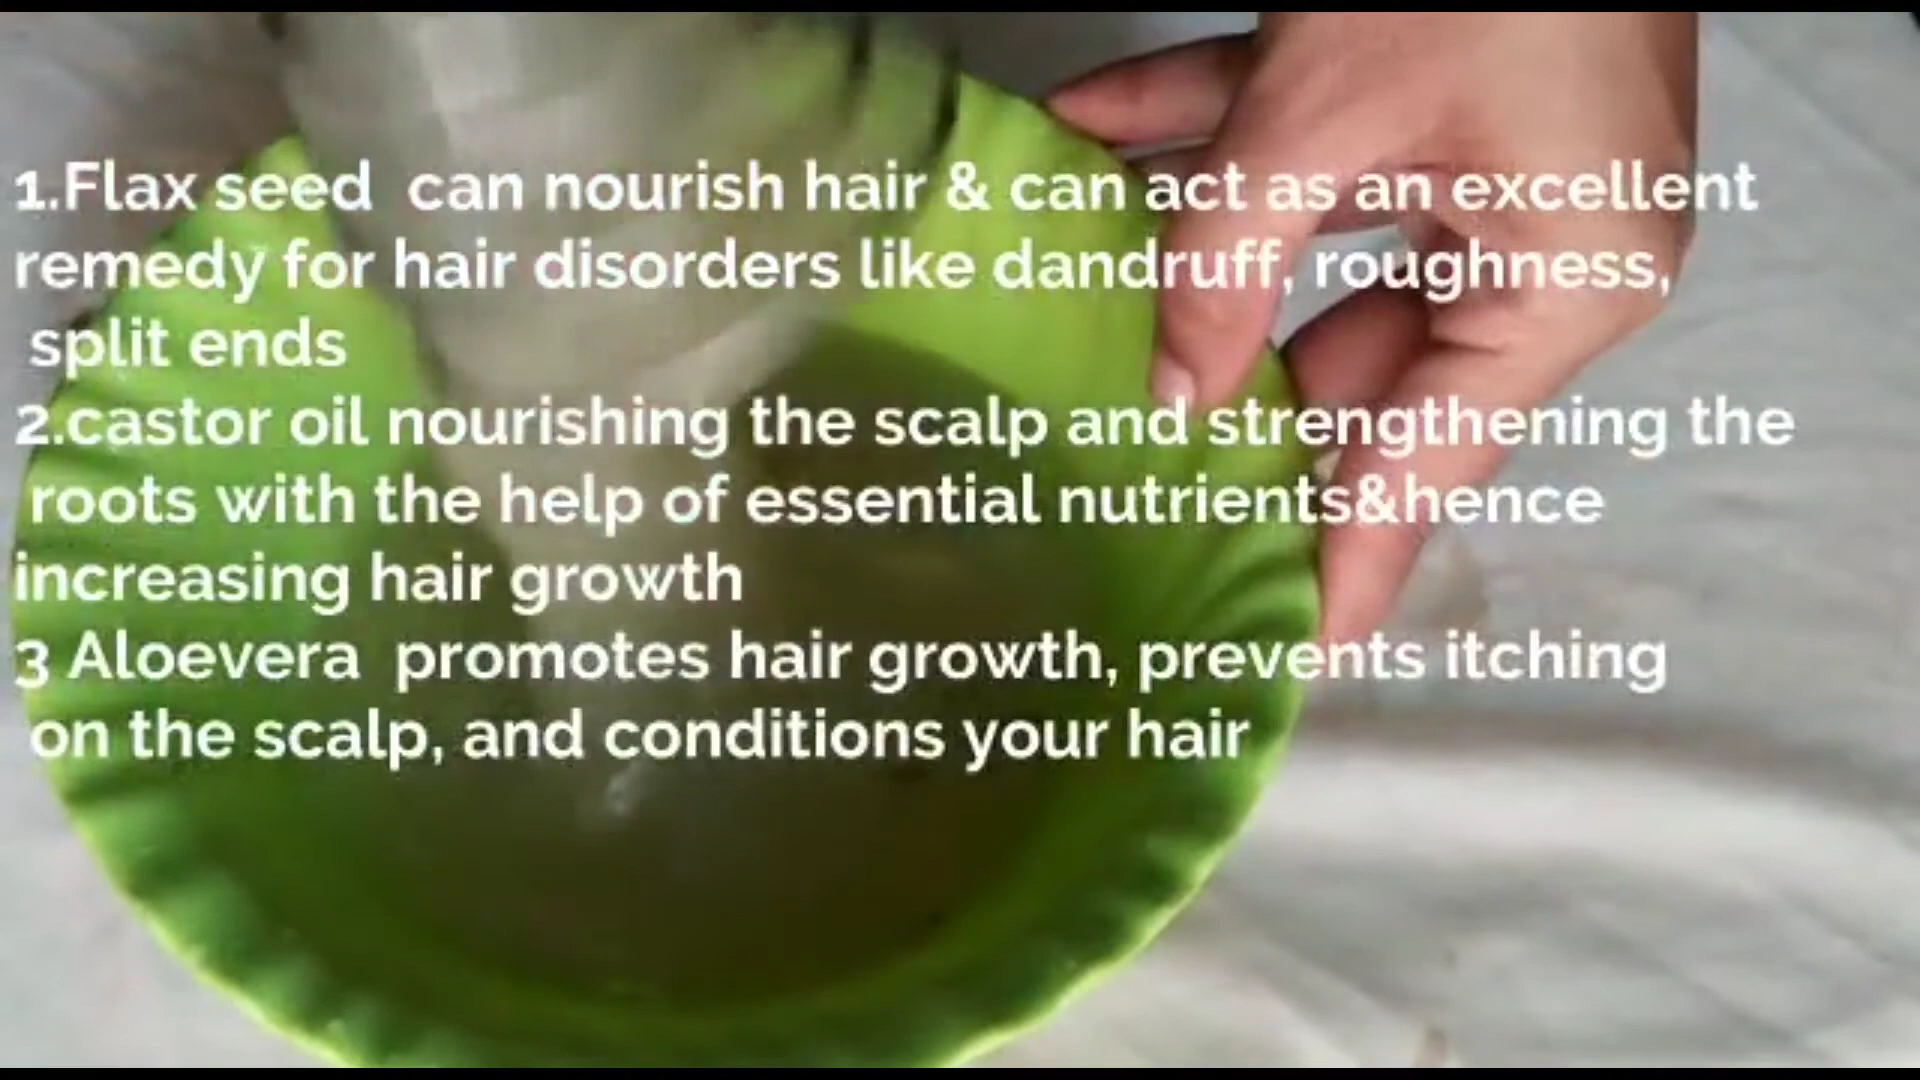 1.Flax seed  can nourish hair & can act as an excellent
remedy for hair disorders like dandruff, roughness,
split ends
2.castor oil nourishing the scalp and strengthening the
roots with the help of essential nutrients&hence
increasing hair growth
3 Aloevera  promotes hair growth, prevents itching
on the scalp, and conditions your hair